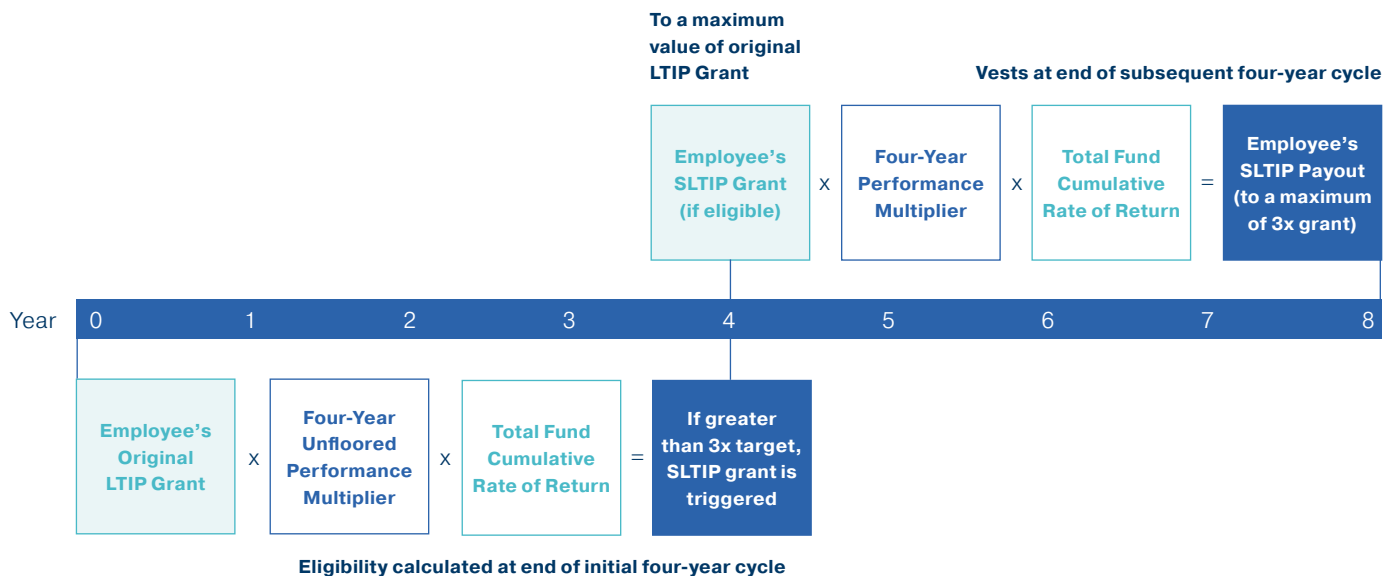 To a maximum
value of original
LTIP Grant
Vests at end of subsequent four-year cycle
Employee’s
SLTIP Grant
(if eligible)
x
Four-Year
Performance
Multiplier
x
Total Fund
Cumulative
Rate of Return
=
Employee’s
SLTIP Payout
(to a maximum
of 3x grant)
Year 0 1 2 3 4 5 6 7 8
Employee’s
Original
LTIP Grant
x
Four-Year
Unfloored
Performance
Multiplier
x
Total Fund
Cumulative
Rate of Return
=
If greater
than 3x target,
SLTIP grant is
triggered
Eligibility calculated at end of initial four-year cycle